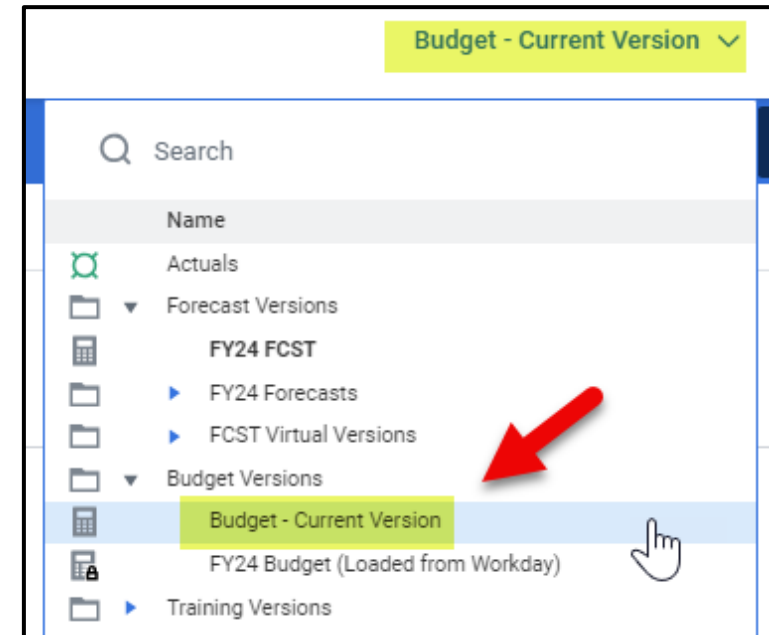 Budget - Current Version
Search
Name
Actuals
Forecast Versions
FY24 FCST
FY24 Forecasts
FCST Virtual Versions
Budget Versions
Budget - Current Version
FY24 Budget (Loaded from Workday)
Training Versions